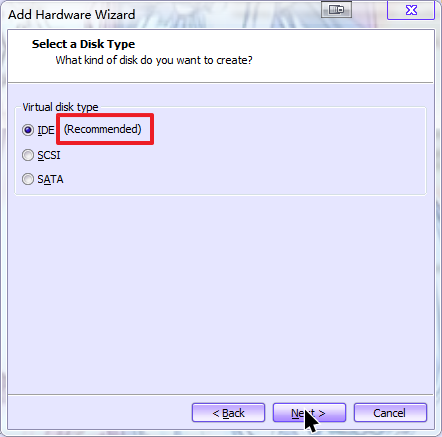 Add Hardware Wizard
Select a Disk Type
What kind of disk do you want to create?
Virtual disk type
IDE (Recommended)
SCSI
SATA
< Back Next > Cancel